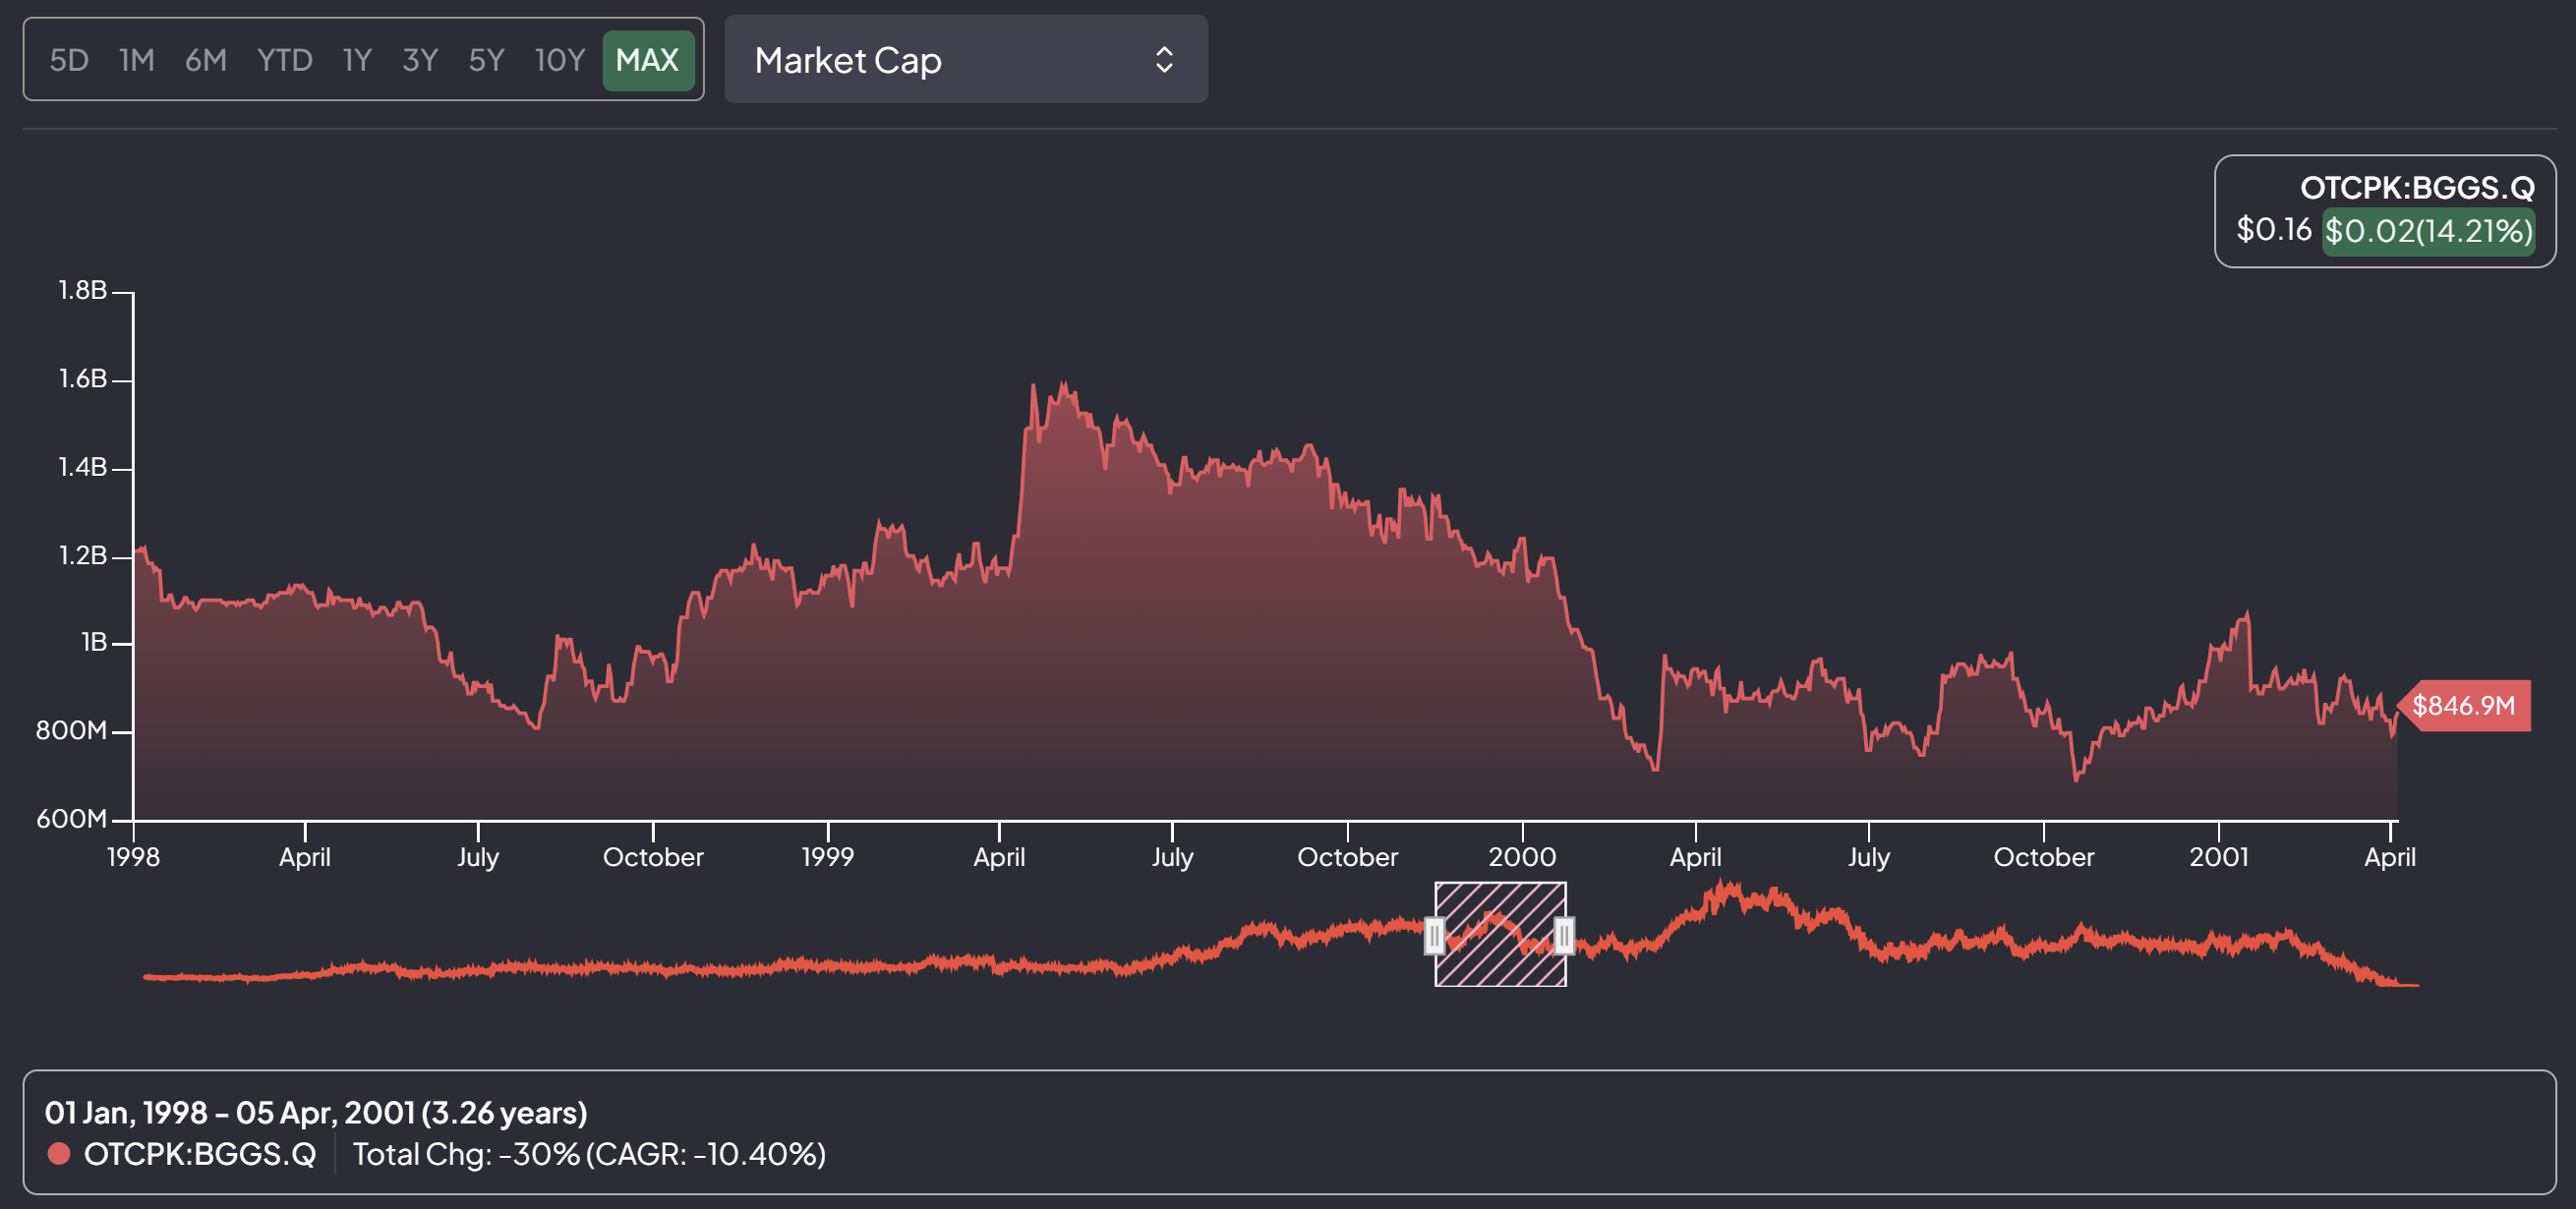 5D 1M 6M YTD 1Y 3Y 5Y 10Y MAX Market Cap
OTCPK:BGGS.Q
$0.16 $0.02(14.21%)
1.8B
1.6B
1.4B
1.2B
1B
800M
600M
$846.9M
1998 April July October 1999 April July October 2000 April July October 2001 April
01 Jan, 1998 - 05 Apr, 2001 (3.26 years)
OTCPK:BGGS.Q Total Chg: -30% (CAGR: -10.40%)